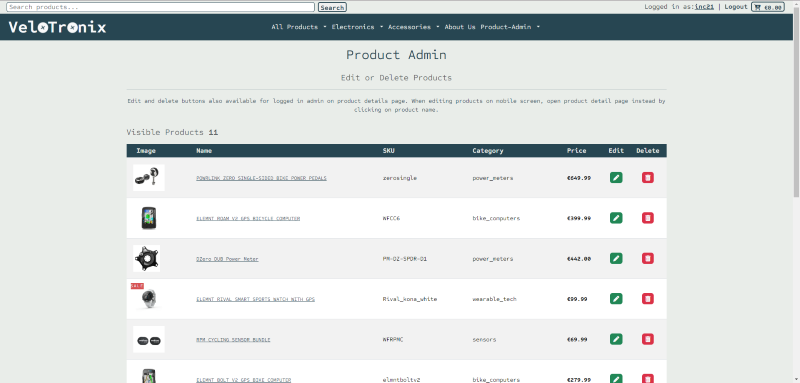 Search products...
Search
Logged in as:inc21 | Logout
€0.00
VeloTronix
All Products
Electronics
Accessories
About Us
Product-Admin
Product Admin
Edit or Delete Products
Edit and delete buttons also available for logged in admin on product details page. When editing products on mobile screen, open product detail page instead by
clicking on product name.
Visible Products 11
Image Name SKU Category Price Edit Delete
POWRLINK ZERO SINGLE-SIDED BIKE POWER PEDALS zerosingle power_meters €649.99
ELEMNT ROAM V2 GPS BICYCLE COMPUTER WFCC6 bike_computers €399.99
DZero DUB Power Meter PM-DZ-SPDR-D1 power_meters €442.00
SALE
ELEMNT RIVAL SMART SPORTS WATCH WITH GPS Rival_kona_white wearable_tech €99.99
RPM CYCLING SENSOR BUNDLE WFRPMC sensors €69.99
ELEMNT BOLT V2 GPS BIKE COMPUTER elmntboltv2 bike_computers €279.99